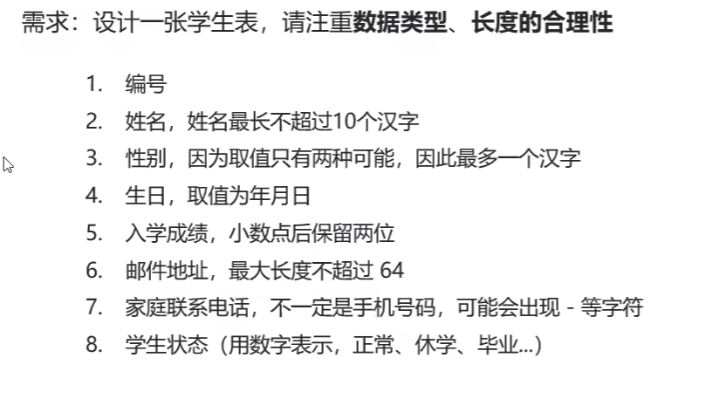 需求：设计一张学生表，请注重数据类型、长度的合理性
1. 编号
2. 姓名，姓名最长不超过10个汉字
3. 性别，因为取值只有两种可能，因此最多一个汉字
4. 生日，取值为年月日
5. 入学成绩，小数点后保留两位
6. 邮件地址，最大长度不超过 64
7. 家庭联系电话，不一定是手机号码，可能会出现 - 等字符
8. 学生状态（用数字表示，正常、休学、毕业...）